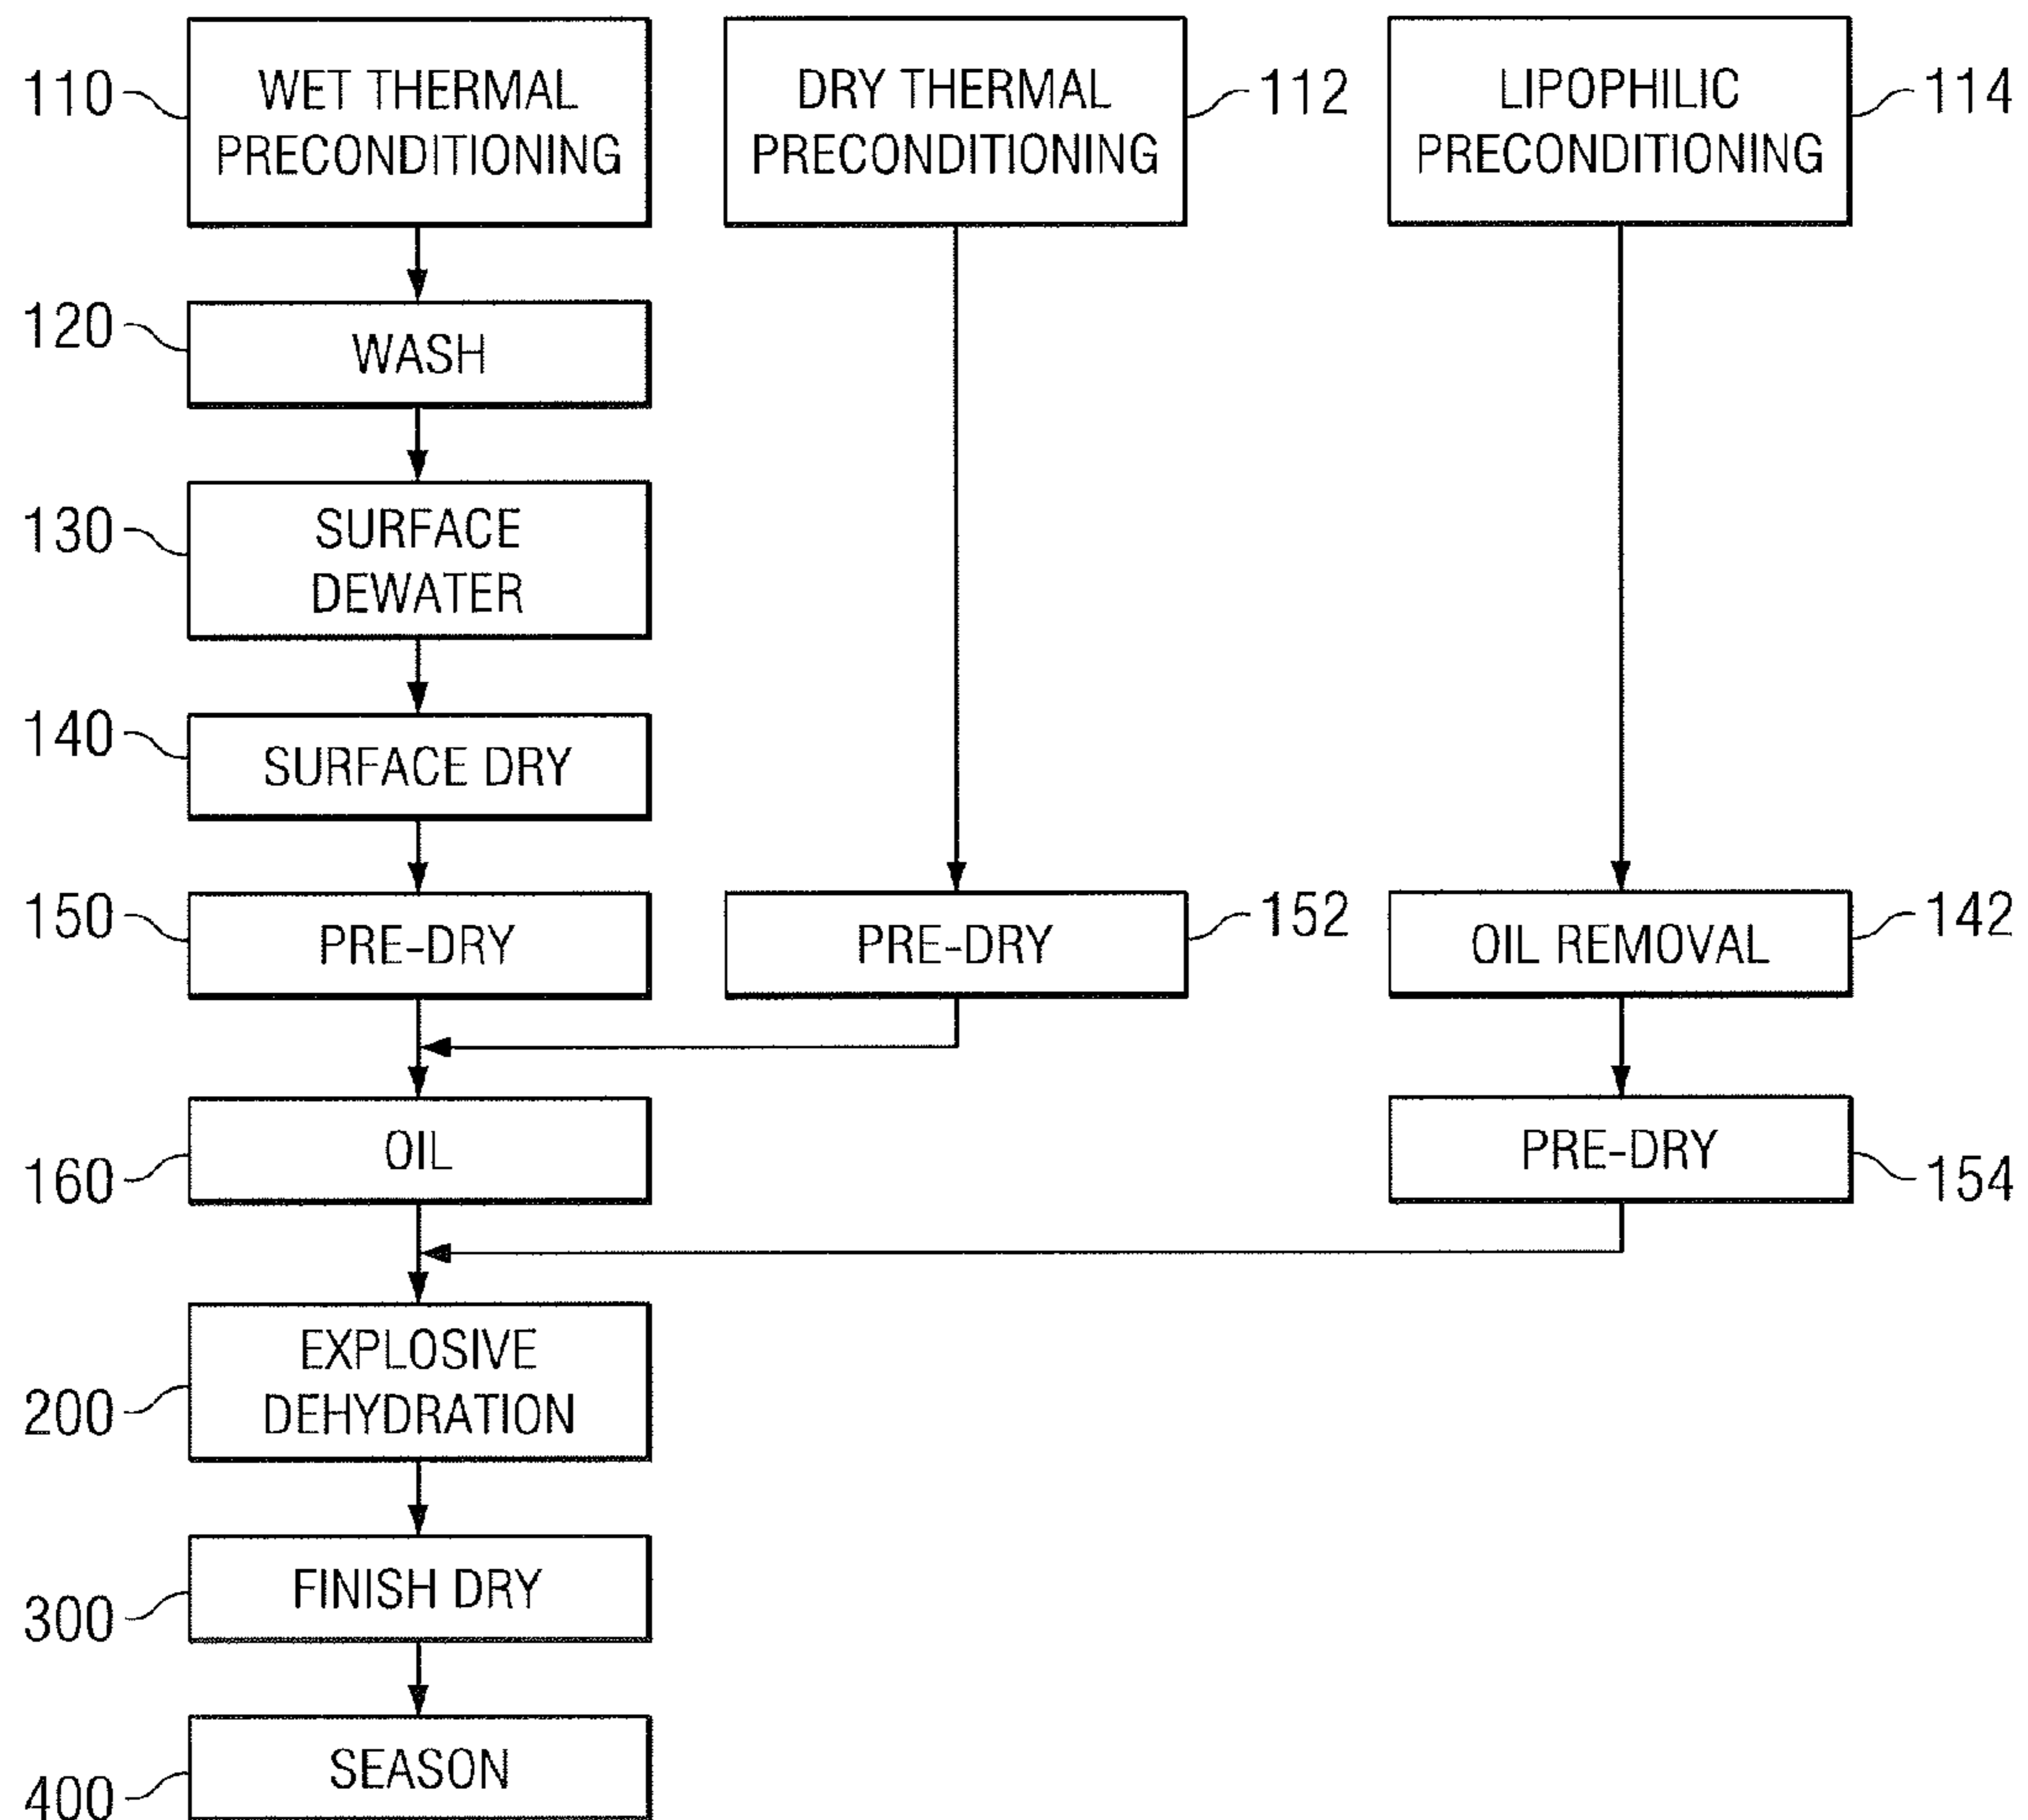 110
WET THERMAL
PRECONDITIONING
DRY THERMAL
PRECONDITIONING
112
LIPOPHILIC
PRECONDITIONING
114
120
WASH
130
SURFACE
DEWATER
140
SURFACE DRY
150
PRE-DRY
PRE-DRY
152
OIL REMOVAL
142
160
OIL
PRE-DRY
154
200
EXPLOSIVE
DEHYDRATION
300
FINISH DRY
400
SEASON